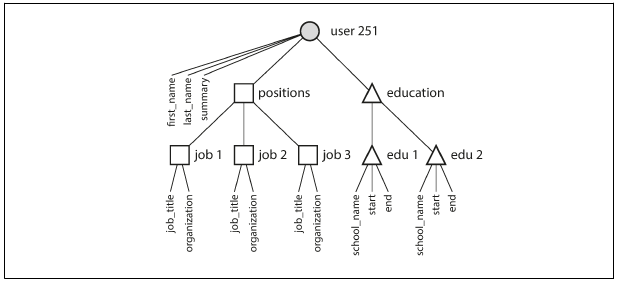 user 251
first_name
last_name
summary
positions
education
job 1
job 2
job 3
edu 1
edu 2
job_title
organization
job_title
organization
job_title
organization
school_name
start
end
school_name
start
end